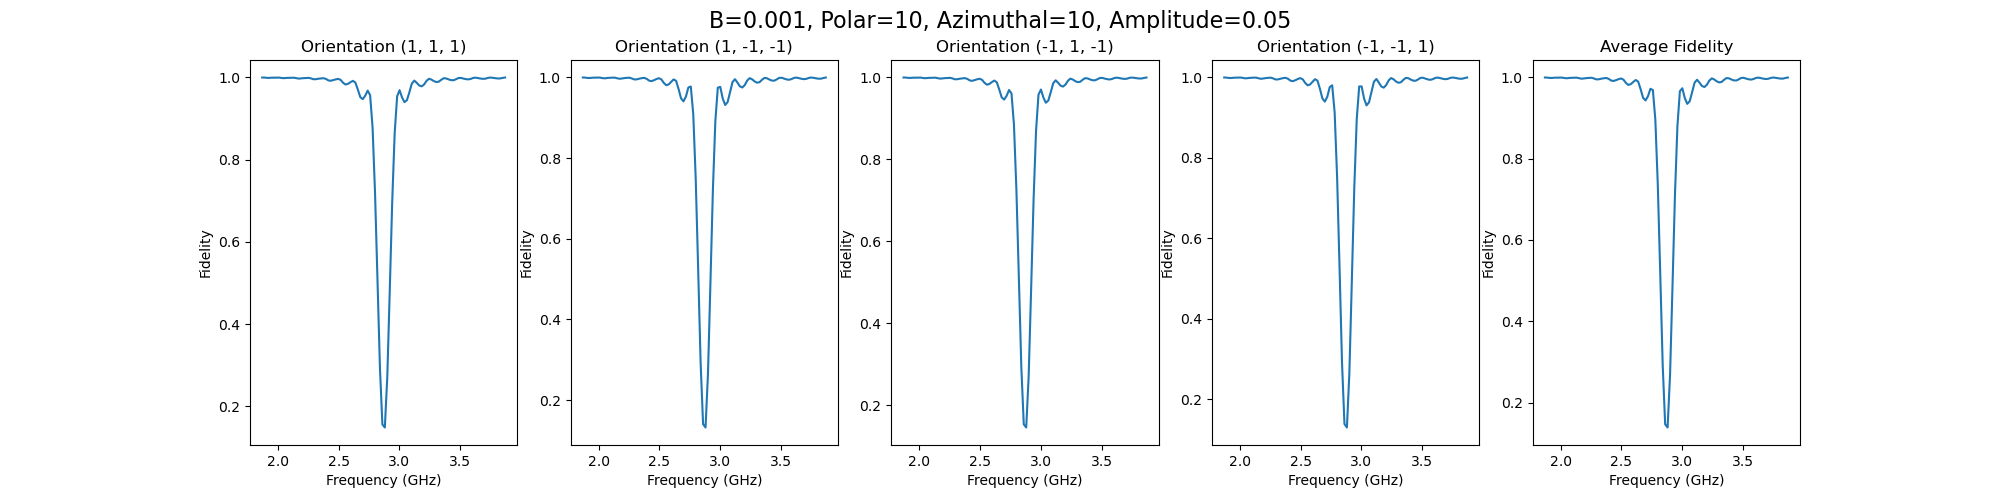 B=0.001, Polar=10, Azimuthal=10, Amplitude=0.05
Orientation (1, 1, 1)
1.0
0.8
0.6
0.4
0.2
Fidelity
2.0 2.5 3.0 3.5
Frequency (GHz)
Orientation (1, -1, -1)
1.0
0.8
0.6
0.4
0.2
Fidelity
2.0 2.5 3.0 3.5
Frequency (GHz)
Orientation (-1, 1, -1)
1.0
0.8
0.6
0.4
0.2
Fidelity
2.0 2.5 3.0 3.5
Frequency (GHz)
Orientation (-1, -1, 1)
1.0
0.8
0.6
0.4
0.2
Fidelity
2.0 2.5 3.0 3.5
Frequency (GHz)
Average Fidelity
1.0
0.8
0.6
0.4
0.2
Fidelity
2.0 2.5 3.0 3.5
Frequency (GHz)